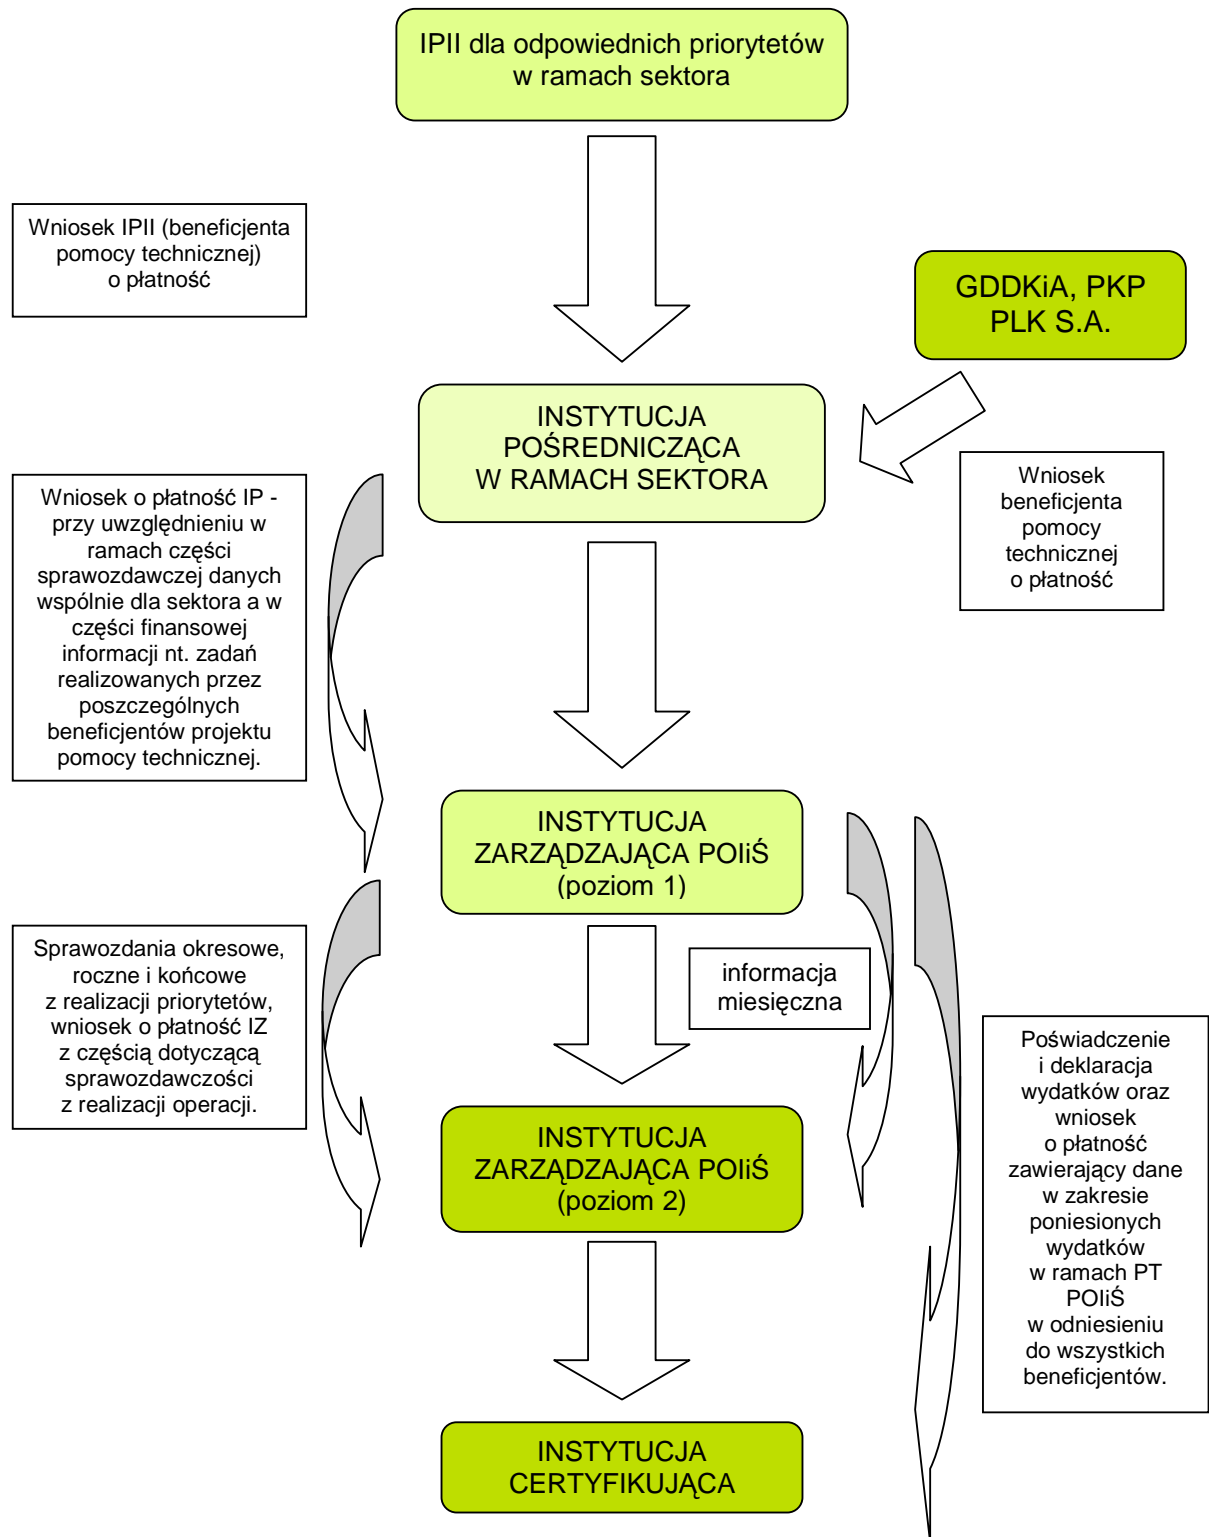 IPII dla odpowiednich priorytetów
w ramach sektora
Wniosek IPII (beneficjenta
pomocy technicznej)
o płatność
GDDKiA, PKP
PLK S.A.
INSTYTUCJA
POŚREDNICZĄCA
W RAMACH SEKTORA
Wniosek
beneficjenta
pomocy
technicznej
o płatność
Wniosek o płatność IP -
przy uwzględnieniu w
ramach części
sprawozdawczej danych
wspólnie dla sektora a w
części finansowej
informacji nt. zadań
realizowanych przez
poszczególnych
beneficjentów projektu
pomocy technicznej.
INSTYTUCJA
ZARZĄDZAJĄCA POIiŚ
(poziom 1)
Sprawozdania okresowe,
roczne i końcowe
z realizacji priorytetów,
wniosek o płatność IZ
z częścią dotyczącą
sprawozdawczości
z realizacji operacji.
informacja
miesięczna
Poświadczenie
i deklaracja
wydatków oraz
wniosek
o płatność
zawierający dane
w zakresie
poniesionych
wydatków
w ramach PT
POIiŚ
w odniesieniu
do wszystkich
beneficjentów.
INSTYTUCJA
ZARZĄDZAJĄCA POIiŚ
(poziom 2)
INSTYTUCJA
CERTYFIKUJĄCA